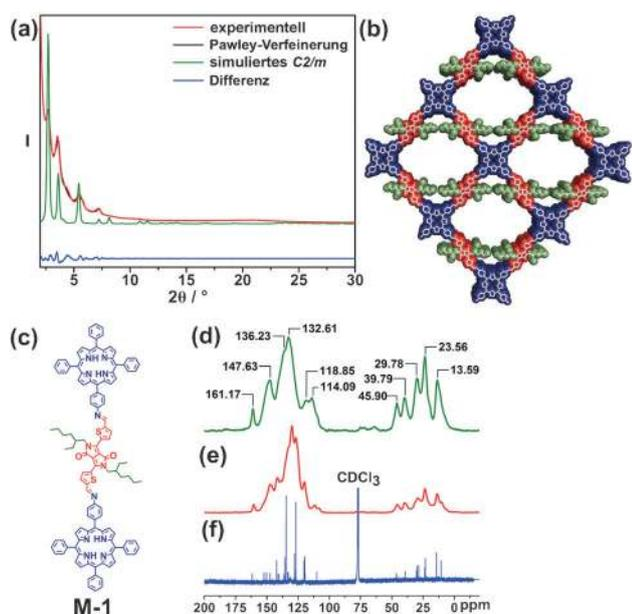 (a)
experimentell
Pawley-Verfeinerung
simuliertes C2/m
Differenz
I
5 10 15 20 25 30
2θ / °
(b)
(c)
NH N
N HN
N
S
N
O
O
N
S
N
NH N
N HN
M-1
(d)
161.17
147.63
136.23
132.61
118.85
114.09
45.90
39.79
29.78
23.56
13.59
(e)
CDCl3
(f)
200 175 150 125 100 75 50 25 0 ppm